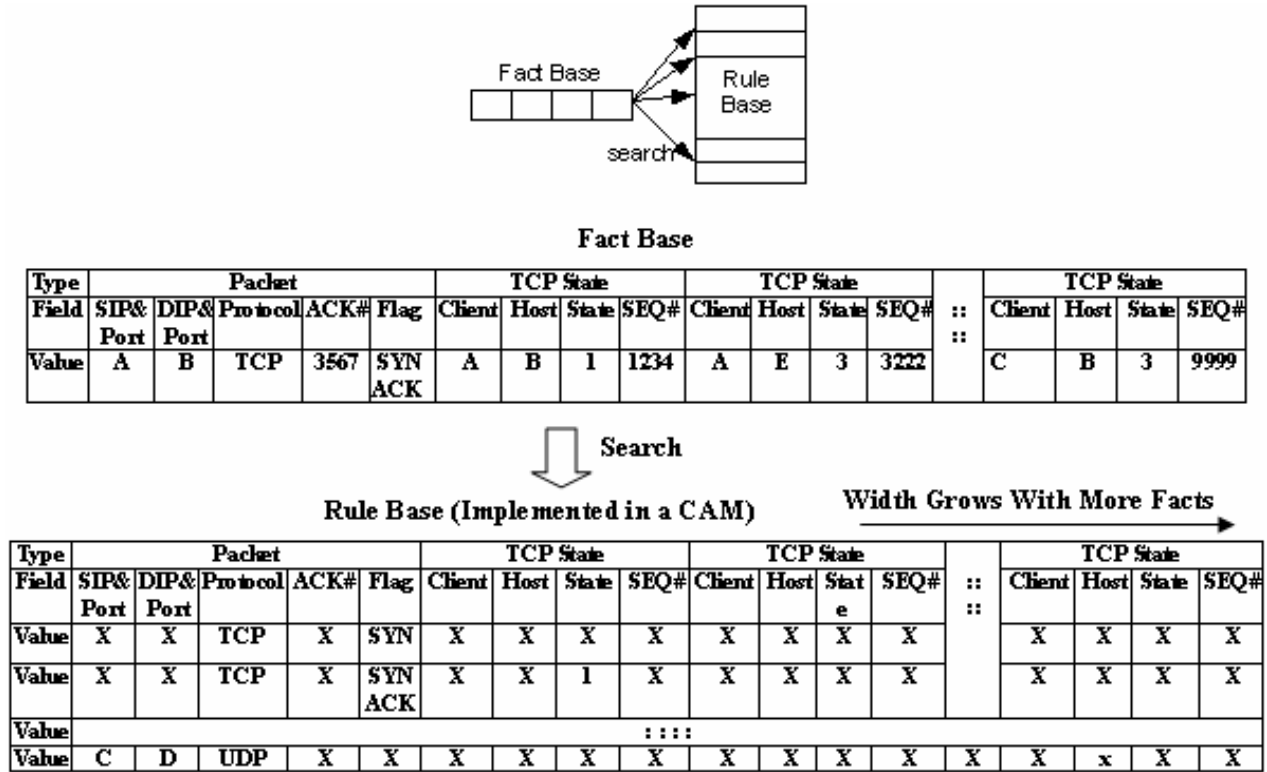 Fact Base
Rule
Base
search
Fact Base
Type Packet TCP State TCP State TCP State
Field SIP& DIP& Protocol ACK# Flag Client Host State SEQ# Client Host State SEQ# :: Client Host State SEQ#
Port Port ::
Value A B TCP 3567 SYN A B 1 1234 A E 3 3222 C B 3 9999
ACK
Search
Rule Base (Implemented in a CAM)
Width Grows With More Facts
Type Packet TCP State TCP State TCP State
Field SIP& DIP& Protocol ACK# Flag Client Host State SEQ# Client Host Stat SEQ# :: Client Host State SEQ#
Port Port e ::
Value X X TCP X SYN X X X X X X X X X X X X
Value X X TCP X SYN X X 1 X X X X X X X X X
ACK
Value ::::
Value C D UDP X X X X X X X X X X X X x X X